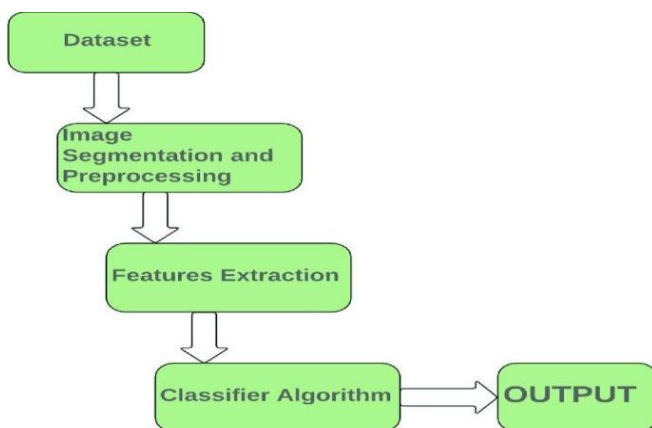 Dataset
Image
Segmentation and
Preprocessing
Features Extraction
Classifier Algorithm
OUTPUT